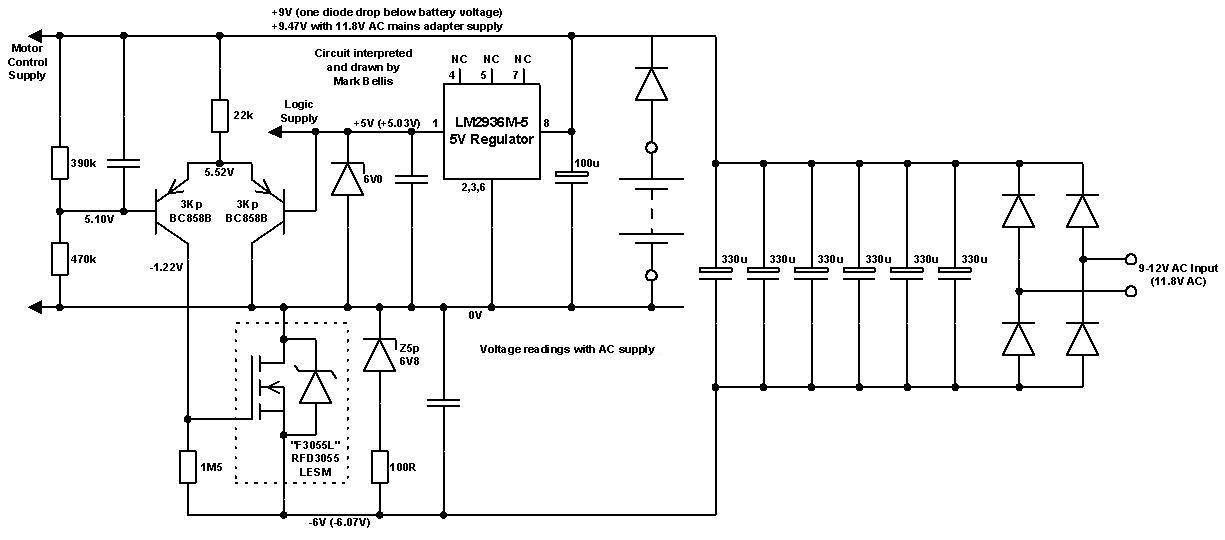 +9V (one diode drop below battery voltage)
+9.47V with 11.8V AC mains adapter supply
Motor
Control
Supply
Circuit interpreted
and drawn by
Mark Bellis
NC
NC
NC
4
5
7
22k
Logic
Supply
+5V (+5.03V)
1
LM2936M-5
5V Regulator
8
390k
5.52V
6V0
2,3,6
100u
3Kp
BC858B
3Kp
BC858B
5.10V
470k
-1.22V
330u
330u
330u
330u
330u
330u
9-12V AC Input
(11.8V AC)
0V
Z5p
6V8
Voltage readings with AC supply
"F3055L"
RFD3055
LESM
1M5
100R
-6V (-6.07V)